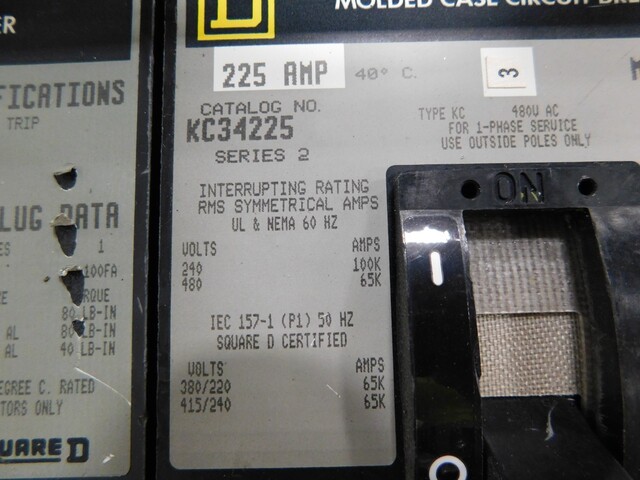 ER
FICATIONS
TRIP
LUG DATA
ES 1
100FA
RQUE
80 LB-IN
AL 80 LB-IN
AL 40 LB-IN
EGREE C. RATED
TORS ONLY
UARE D
MOLDED CASE CIRCUIT BRE
D
225 AMP 40° C.
3
CATALOG NO.
KC34225
SERIES 2
TYPE KC 480V AC
FOR 1-PHASE SERVICE
USE OUTSIDE POLES ONLY
INTERRUPTING RATING
RMS SYMMETRICAL AMPS
UL & NEMA 60 HZ
VOLTS AMPS
240 100K
480 65K
IEC 157-1 (P1) 50 HZ
SQUARE D CERTIFIED
VOLTS AMPS
380/220 65K
415/240 65K
ON
I
O